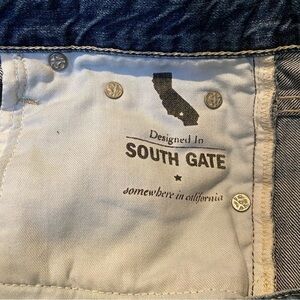 Designed In
SOUTH GATE
somewhere in california